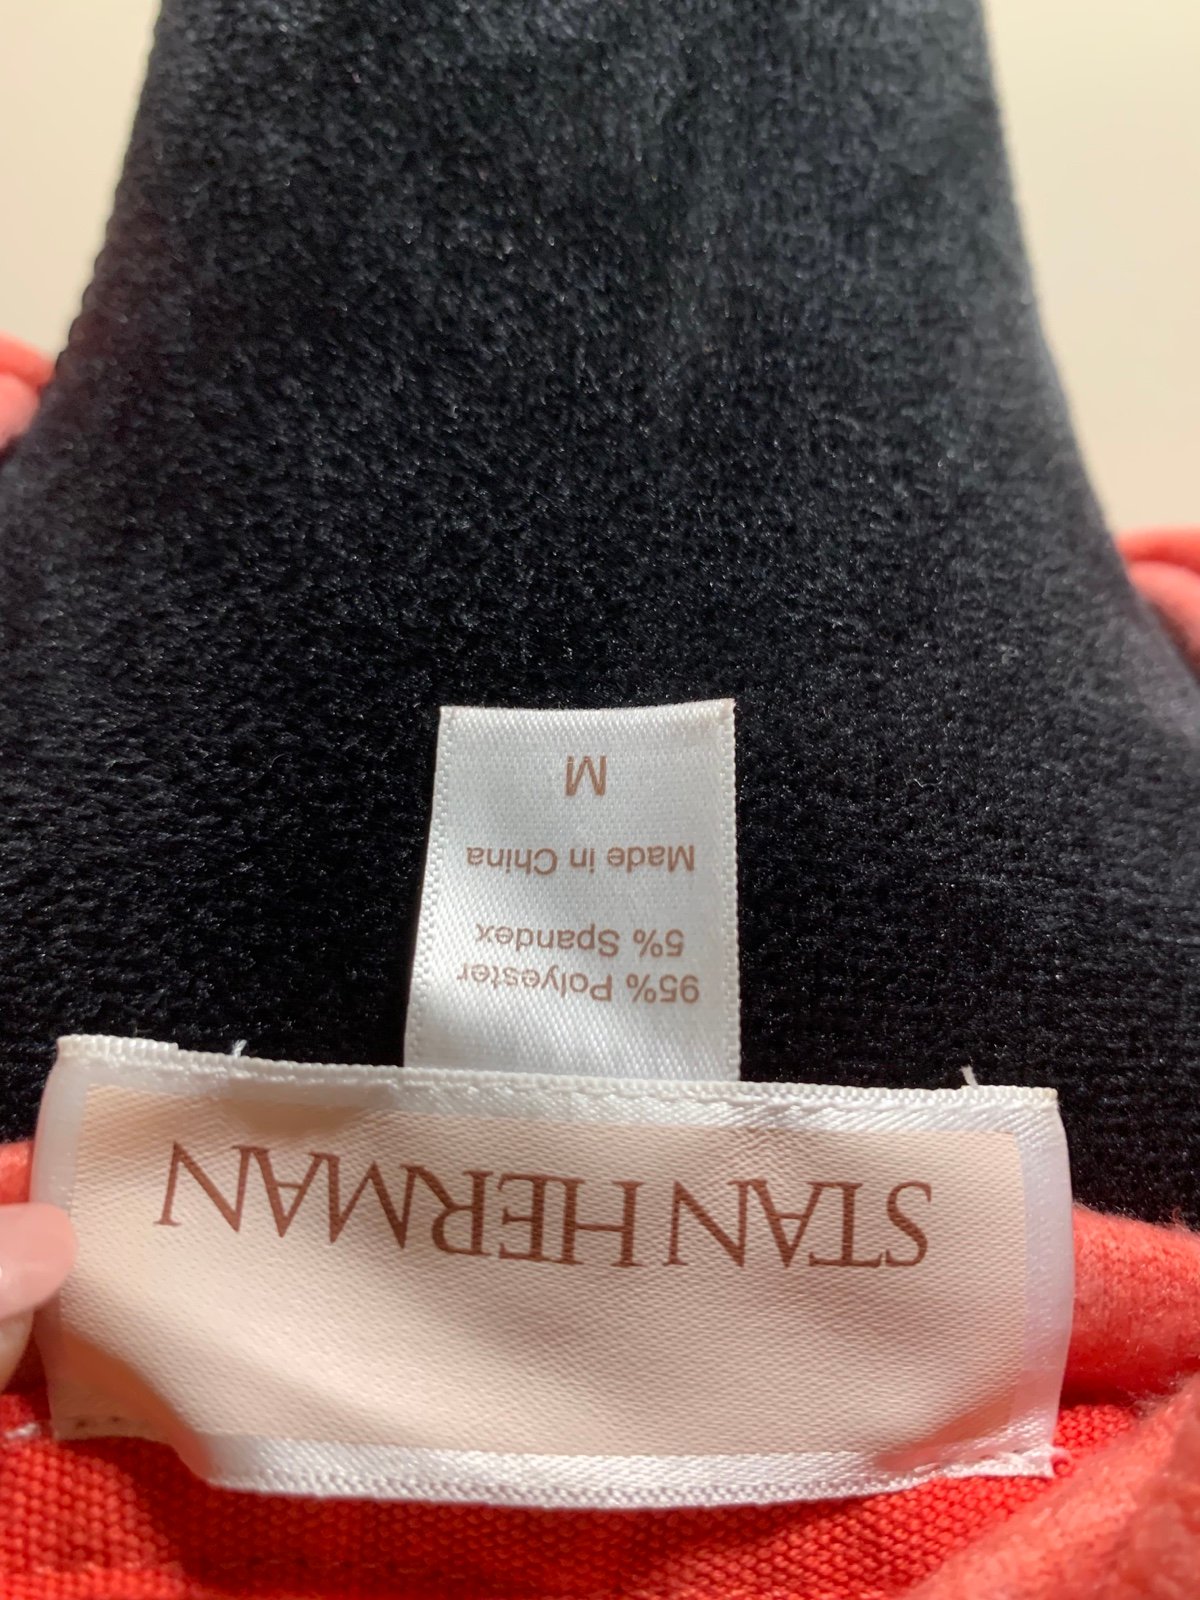 STAN HERMAN
95% Polyester
5% Spandex
Made in China
M